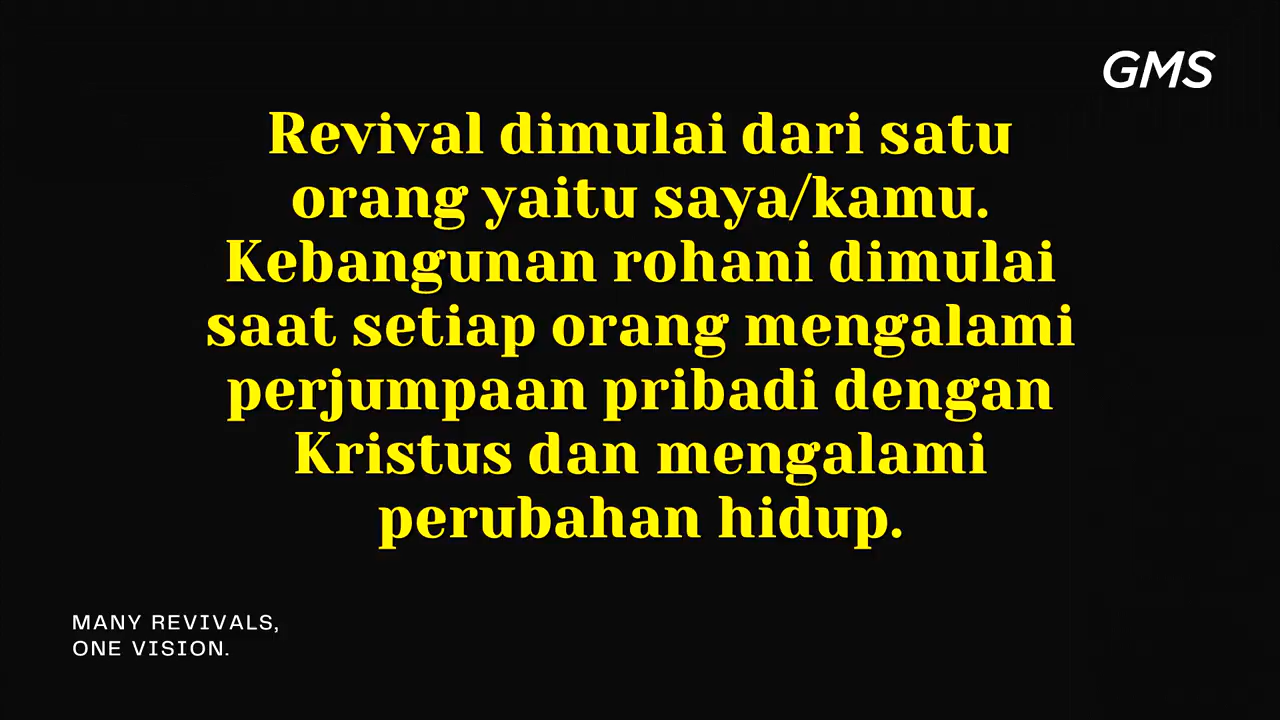 GMS
Revival dimulai dari satu
orang yaitu saya/kamu.
Kebangunan rohani dimulai
saat setiap orang mengalami
perjumpaan pribadi dengan
Kristus dan mengalami
perubahan hidup.
MANY REVIVALS,
ONE VISION.